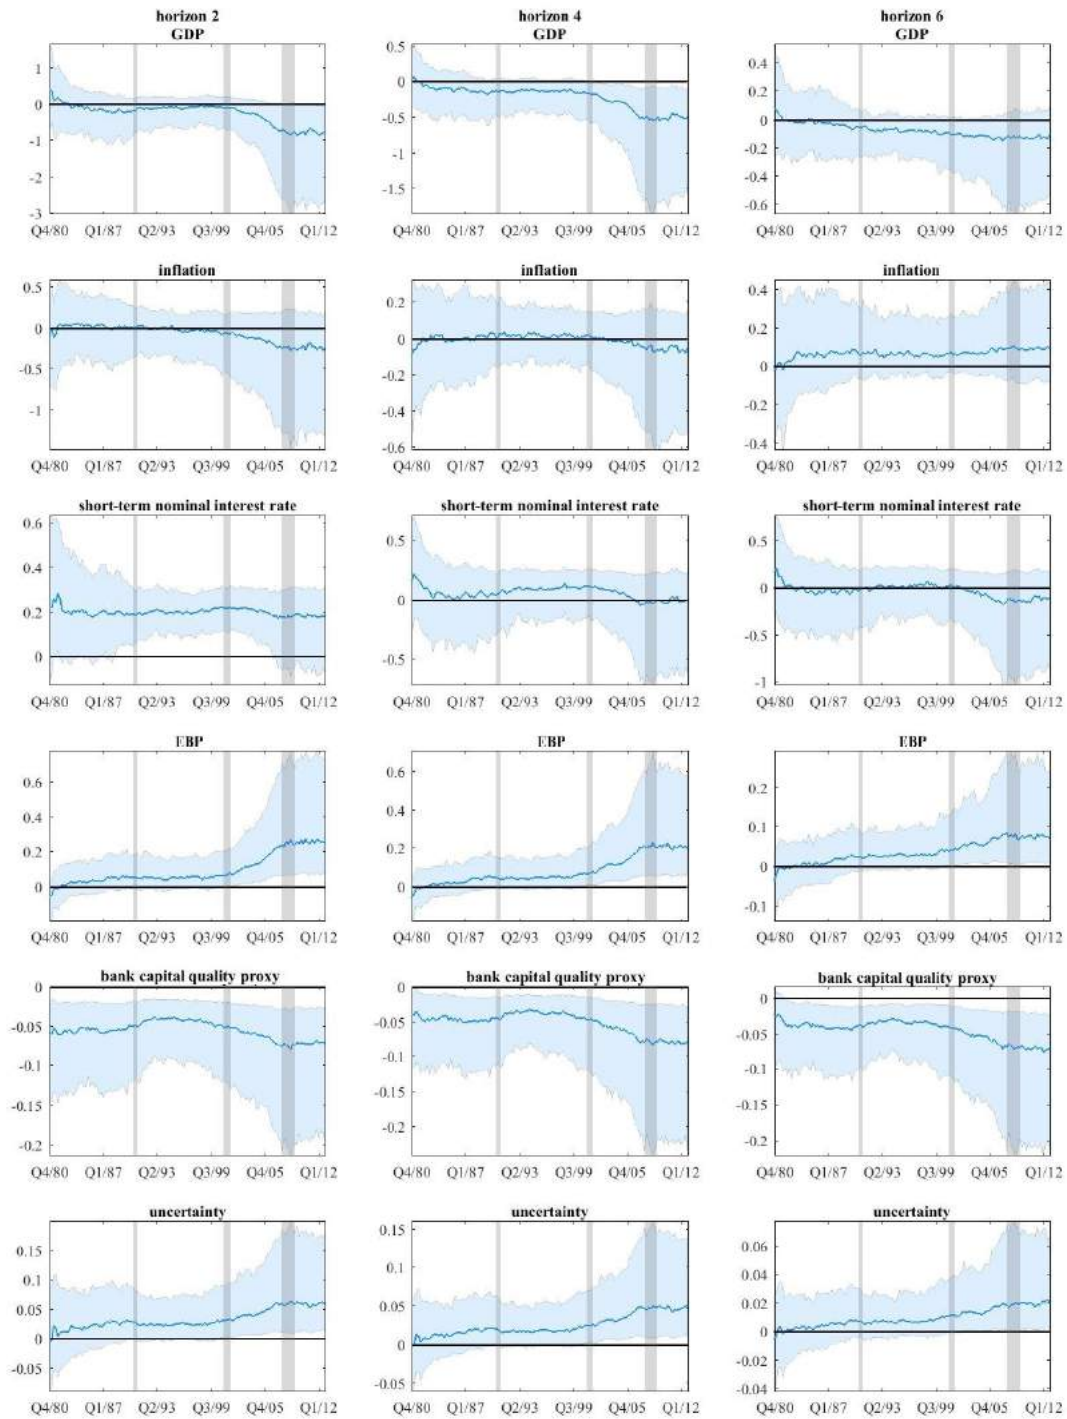 horizon 2
GDP
1
0
-1
-2
-3
Q4/80 Q1/87 Q2/93 Q3/99 Q4/05 Q1/12
horizon 4
GDP
0.5
0
-0.5
-1
-1.5
Q4/80 Q1/87 Q2/93 Q3/99 Q4/05 Q1/12
horizon 6
GDP
0.4
0.2
0
-0.2
-0.4
-0.6
Q4/80 Q1/87 Q2/93 Q3/99 Q4/05 Q1/12
inflation
0.5
0
-0.5
-1
Q4/80 Q1/87 Q2/93 Q3/99 Q4/05 Q1/12
inflation
0.2
0
-0.2
-0.4
-0.6
Q4/80 Q1/87 Q2/93 Q3/99 Q4/05 Q1/12
inflation
0.4
0.2
0
-0.2
-0.4
Q4/80 Q1/87 Q2/93 Q3/99 Q4/05 Q1/12
short-term nominal interest rate
0.6
0.4
0.2
0
Q4/80 Q1/87 Q2/93 Q3/99 Q4/05 Q1/12
short-term nominal interest rate
0.5
0
-0.5
Q4/80 Q1/87 Q2/93 Q3/99 Q4/05 Q1/12
short-term nominal interest rate
0.5
0
-0.5
-1
Q4/80 Q1/87 Q2/93 Q3/99 Q4/05 Q1/12
EBP
0.6
0.4
0.2
0
Q4/80 Q1/87 Q2/93 Q3/99 Q4/05 Q1/12
EBP
0.6
0.4
0.2
0
Q4/80 Q1/87 Q2/93 Q3/99 Q4/05 Q1/12
EBP
0.2
0.1
0
-0.1
Q4/80 Q1/87 Q2/93 Q3/99 Q4/05 Q1/12
bank capital quality proxy
0
-0.05
-0.1
-0.15
-0.2
Q4/80 Q1/87 Q2/93 Q3/99 Q4/05 Q1/12
bank capital quality proxy
0
-0.05
-0.1
-0.15
-0.2
Q4/80 Q1/87 Q2/93 Q3/99 Q4/05 Q1/12
bank capital quality proxy
0
-0.05
-0.1
-0.15
-0.2
Q4/80 Q1/87 Q2/93 Q3/99 Q4/05 Q1/12
uncertainty
0.15
0.1
0.05
0
-0.05
Q4/80 Q1/87 Q2/93 Q3/99 Q4/05 Q1/12
uncertainty
0.15
0.1
0.05
0
-0.05
Q4/80 Q1/87 Q2/93 Q3/99 Q4/05 Q1/12
uncertainty
0.06
0.04
0.02
0
-0.02
-0.04
Q4/80 Q1/87 Q2/93 Q3/99 Q4/05 Q1/12